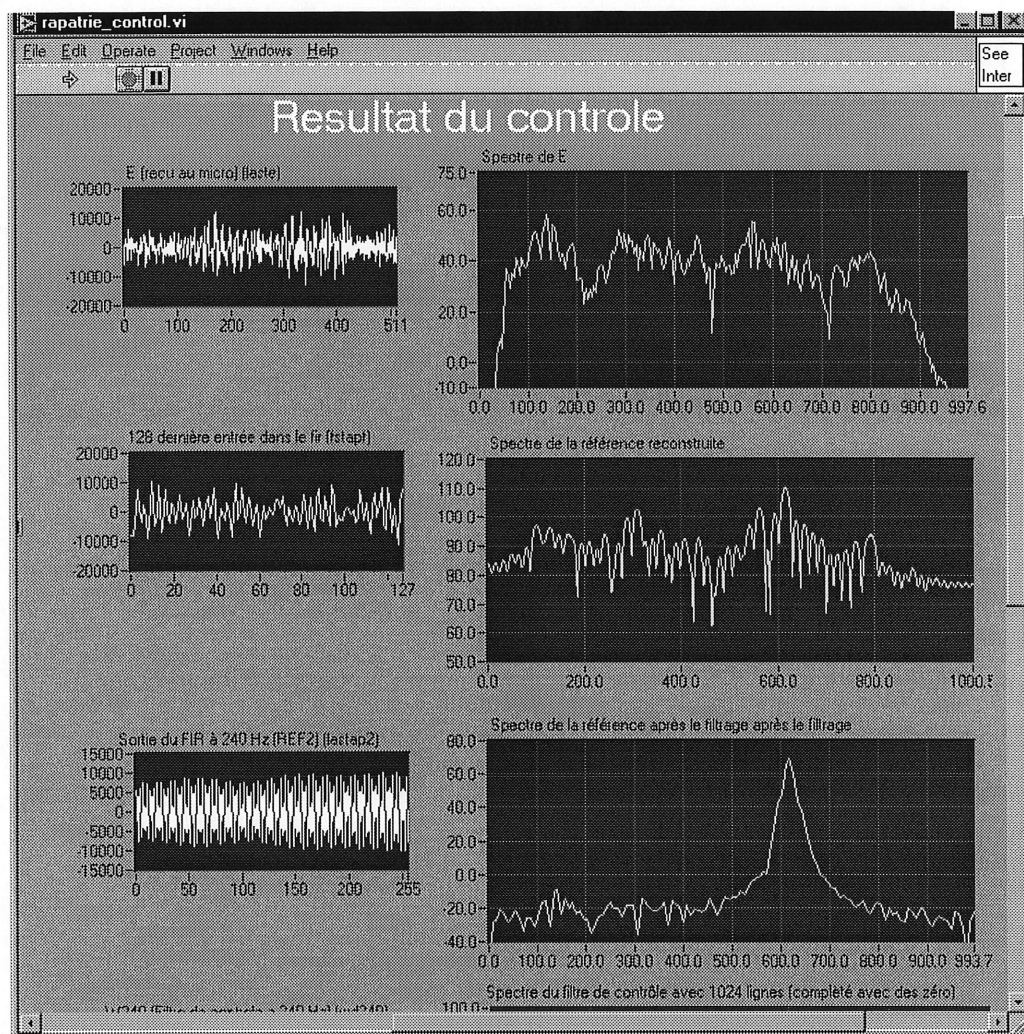 rapatrie_control.vi
File Edit Operate Project Windows Help
See
Inter
Resultat du controle
E (recu au micro) (laste)
20000
10000
0
-10000
-20000
0 100 200 300 400 511
Spectre de E
75.0
60.0
40.0
20.0
0.0
-10.0
0.0 100.0 200.0 300.0 400.0 500.0 600.0 700.0 800.0 900.0 997.6
128 dernière entrée dans le fir (fstapf)
20000
10000
0
-10000
-20000
0 20 40 60 80 100 127
Spectre de la référence reconstruite
120.0
110.0
100.0
90.0
80.0
70.0
60.0
50.0
0.0 200.0 400.0 600.0 800.0 1000.5
Sortie du FIR à 240 Hz (REF2) (lastap2)
15000
10000
5000
0
-5000
-10000
-15000
0 50 100 150 200 255
Spectre de la référence après le filtrage après le filtrage
80.0
60.0
40.0
20.0
0.0
-20.0
-40.0
0.0 100.0 200.0 300.0 400.0 500.0 600.0 700.0 800.0 900.0 993.7
Spectre du filtre de contrôle avec 1024 lignes (complété avec des zéro)
100.0